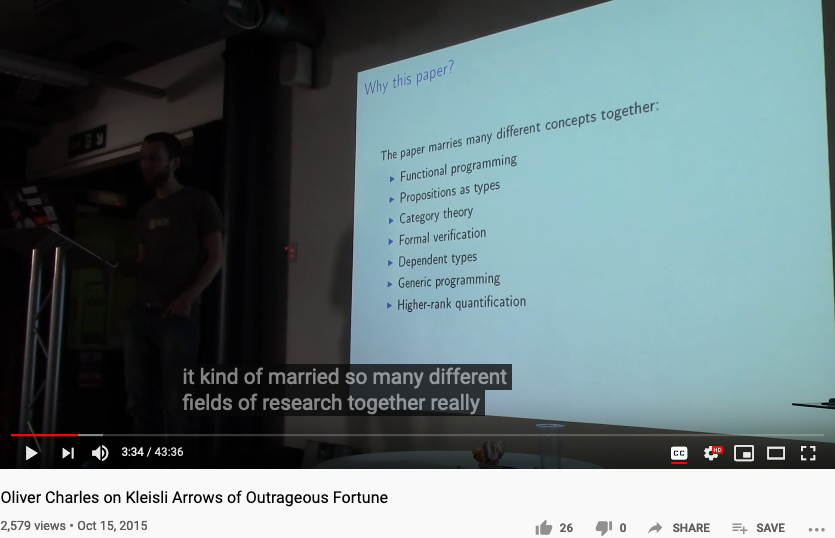 Why this paper?
The paper marries many different concepts together:
Functional programming
Propositions as types
Category theory
Formal verification
Dependent types
Generic programming
Higher-rank quantification
it kind of married so many different
fields of research together really
3:34 / 43:36
CC
HD
Oliver Charles on Kleisli Arrows of Outrageous Fortune
2,579 views • Oct 15, 2015
26
0
SHARE
SAVE